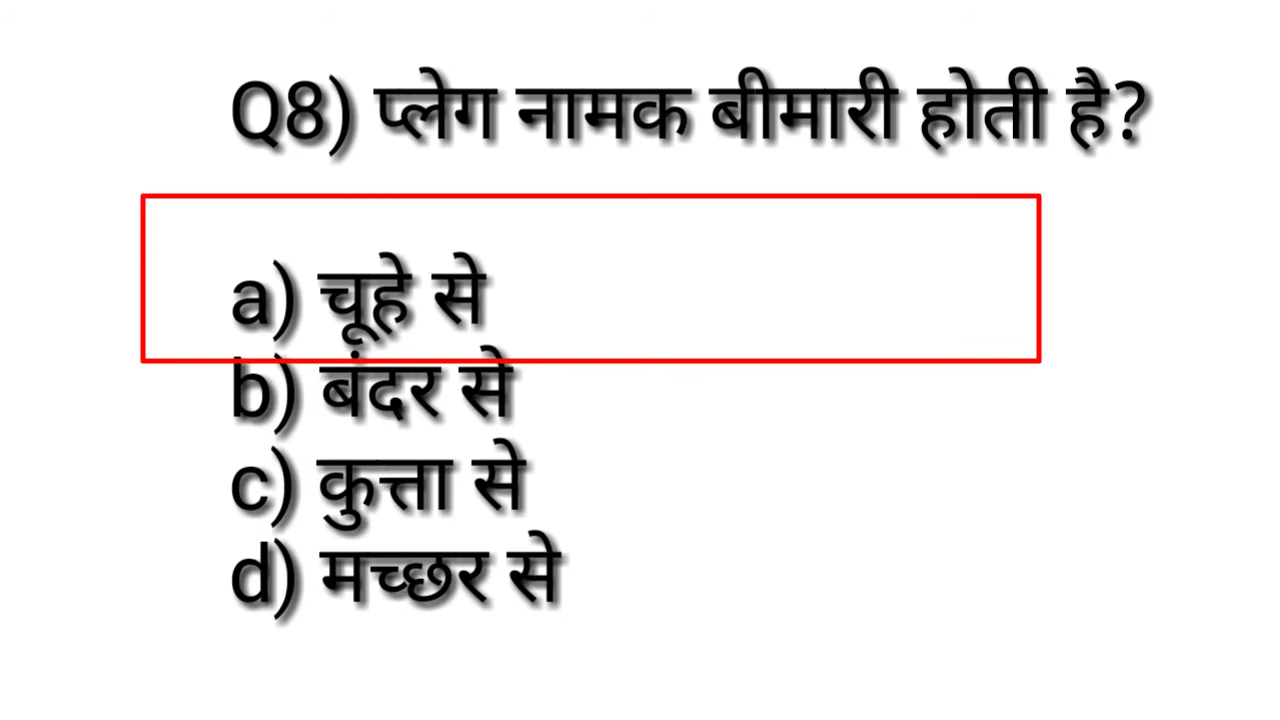 Q8) प्लेग नामक बीमारी होती है?
a) चूहे से
b) बंदर से
c) कुत्ता से
d) मच्छर से